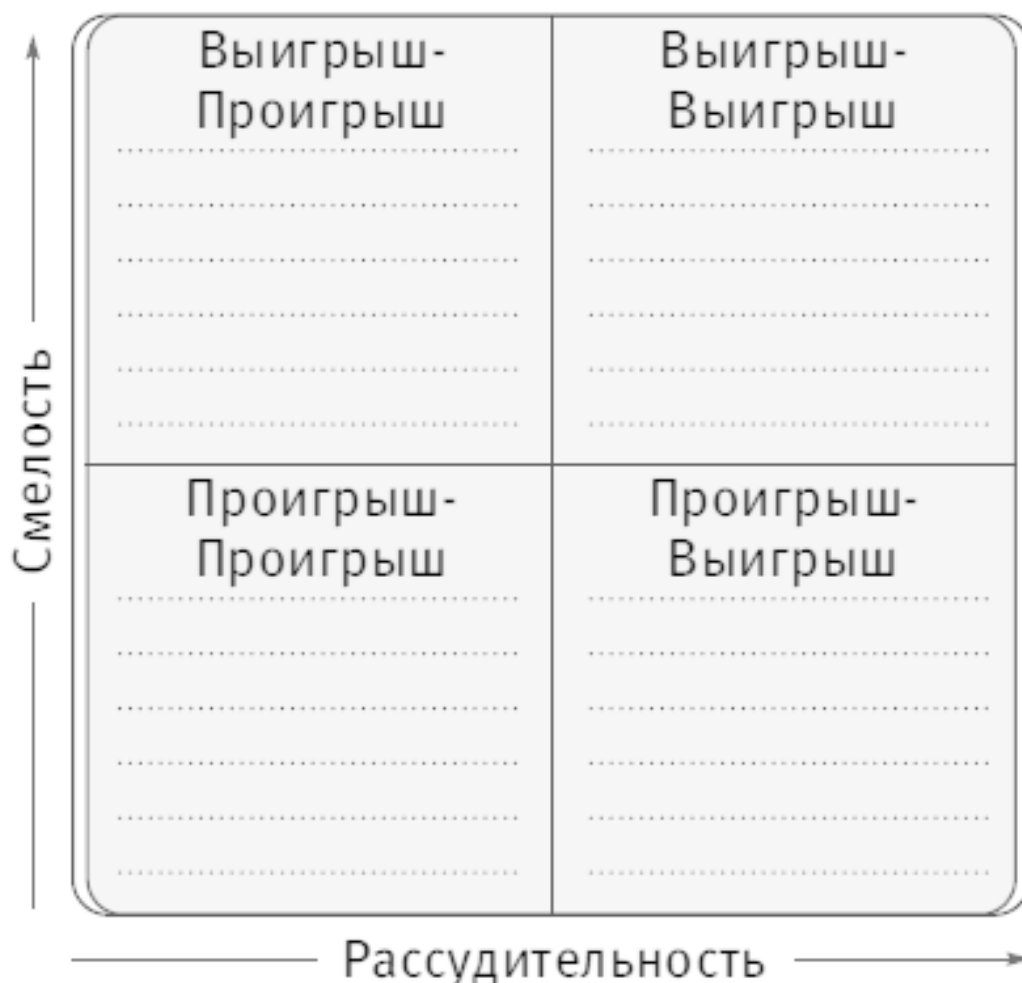 Выигрыш-
Проигрыш
Выигрыш-
Выигрыш
Смелость
Проигрыш-
Проигрыш
Проигрыш-
Выигрыш
Рассудительность